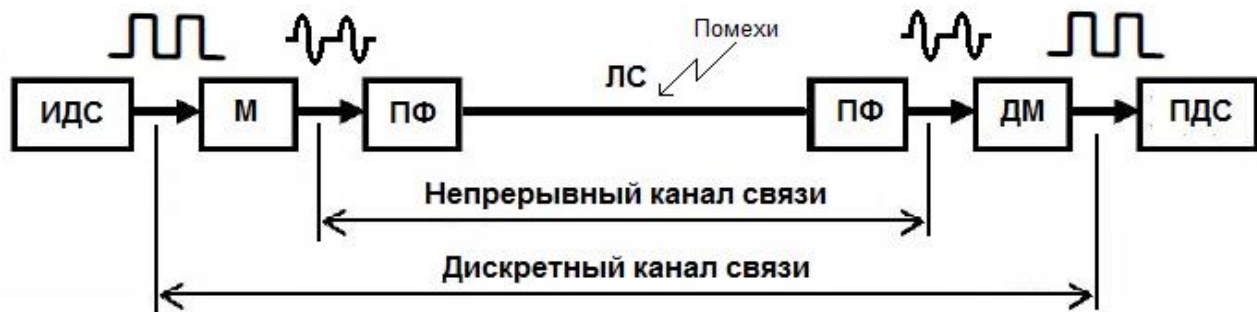 Помехи
ЛС
ИДС М ПФ ПФ ДМ ПДС
Непрерывный канал связи
Дискретный канал связи